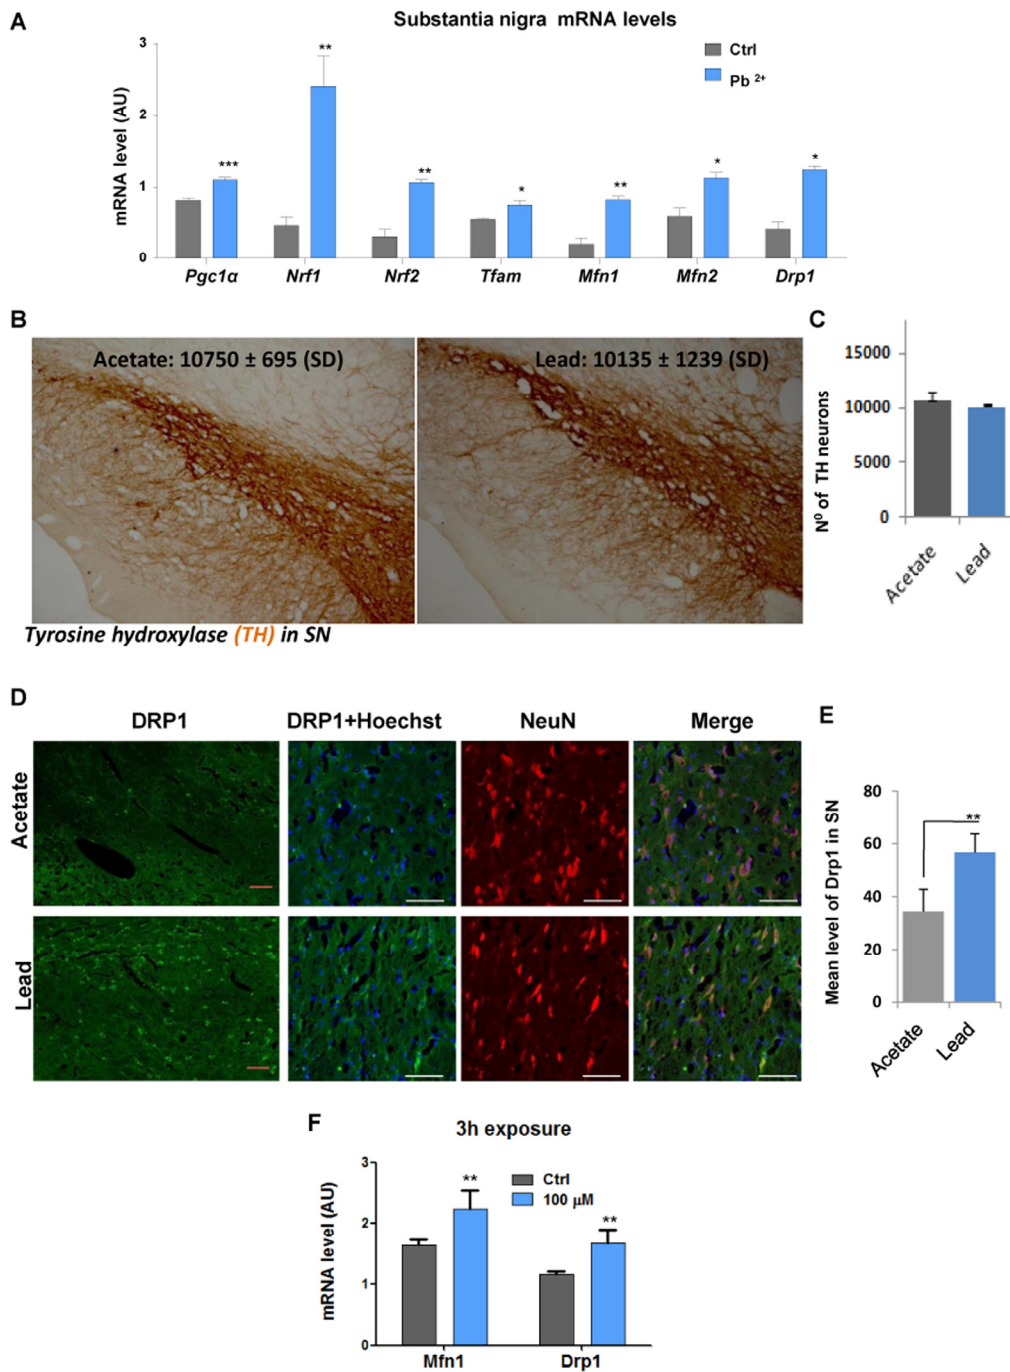 A
Substantia nigra mRNA levels
mRNA level (AU)
3
2
1
0
Ctrl
Pb 2+
**
***
**
*
**
*
*
Pgc1α
Nrf1
Nrf2
Tfam
Mfn1
Mfn2
Drp1
B
Acetate: 10750 ± 695 (SD)
Lead: 10135 ± 1239 (SD)
Tyrosine hydroxylase (TH) in SN
C
Nº of TH neurons
15000
10000
5000
0
Acetate
Lead
D
DRP1
DRP1+Hoechst
NeuN
Merge
Acetate
Lead
E
Mean level of Drp1 in SN
80
60
40
20
0
**
Acetate
Lead
F
3h exposure
mRNA level (AU)
3
2
1
0
Ctrl
100 µM
**
**
Mfn1
Drp1